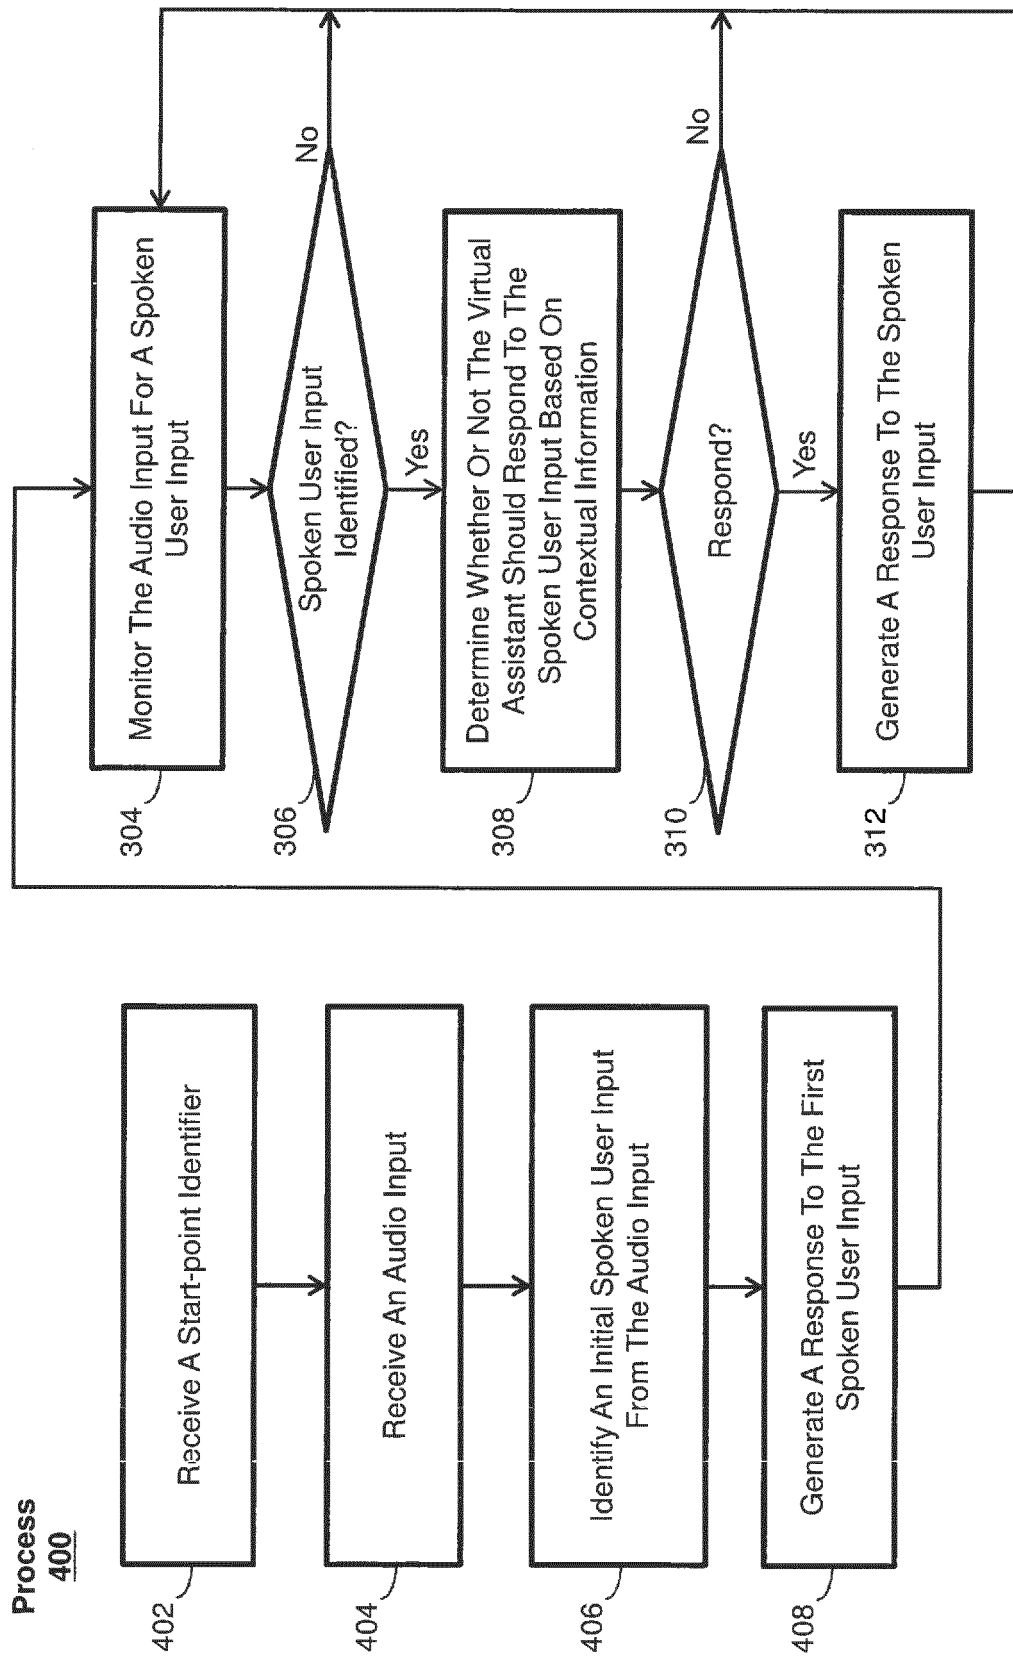 Process
400
402
Receive A Start-point Identifier
404
Receive An Audio Input
406
Identify An Initial Spoken User Input
From The Audio Input
408
Generate A Response To The First
Spoken User Input
304
Monitor The Audio Input For A Spoken
User Input
306
Spoken User Input
Identified?
No
Yes
308
Determine Whether Or Not The Virtual
Assistant Should Respond To The
Spoken User Input Based On
Contextual Information
310
Respond?
No
Yes
312
Generate A Response To The Spoken
User Input